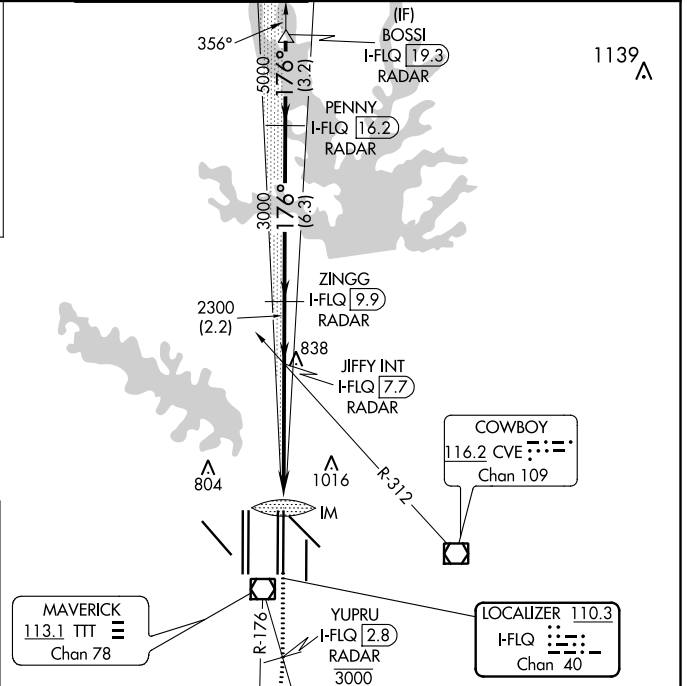 (IF)
BOSSI
I-FLQ 19.3
RADAR
356°
1139
5000
176°
(3.2)
PENNY
I-FLQ 16.2
RADAR
3000
176°
(6.3)
ZINGG
I-FLQ 9.9
RADAR
2300
(2.2)
838
JIFFY INT
I-FLQ 7.7
RADAR
COWBOY
116.2 CVE
Chan 109
R-312
804
1016
IM
MAVERICK
113.1 TTT
Chan 78
R-176
YUPRU
I-FLQ 2.8
RADAR
3000
LOCALIZER 110.3
I-FLQ
Chan 40